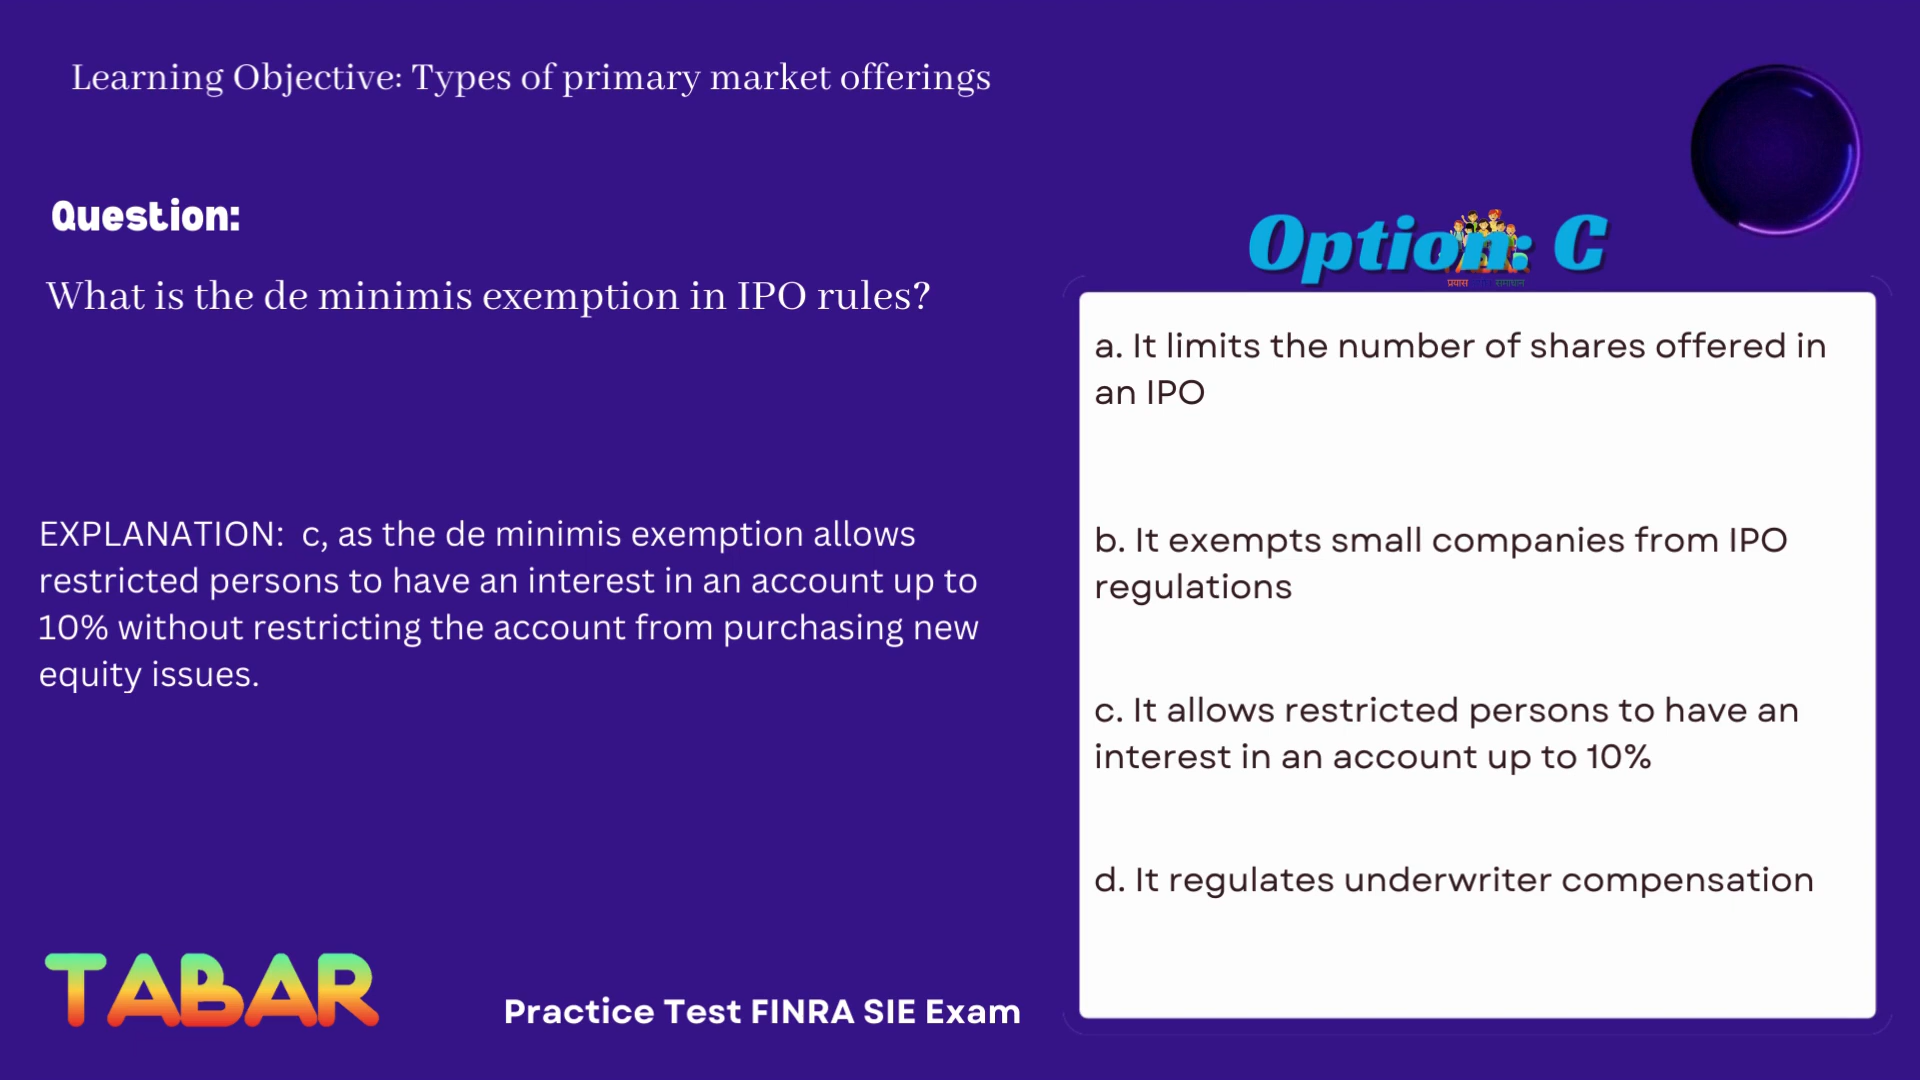 Learning Objective: Types of primary market offerings
Question:
What is the de minimis exemption in IPO rules?
EXPLANATION:  c, as the de minimis exemption allows
restricted persons to have an interest in an account up to
10% without restricting the account from purchasing new
equity issues.
Option: C
प्रयास समाधान
a. It limits the number of shares offered in
an IPO
b. It exempts small companies from IPO
regulations
c. It allows restricted persons to have an
interest in an account up to 10%
d. It regulates underwriter compensation
TABAR
Practice Test FINRA SIE Exam